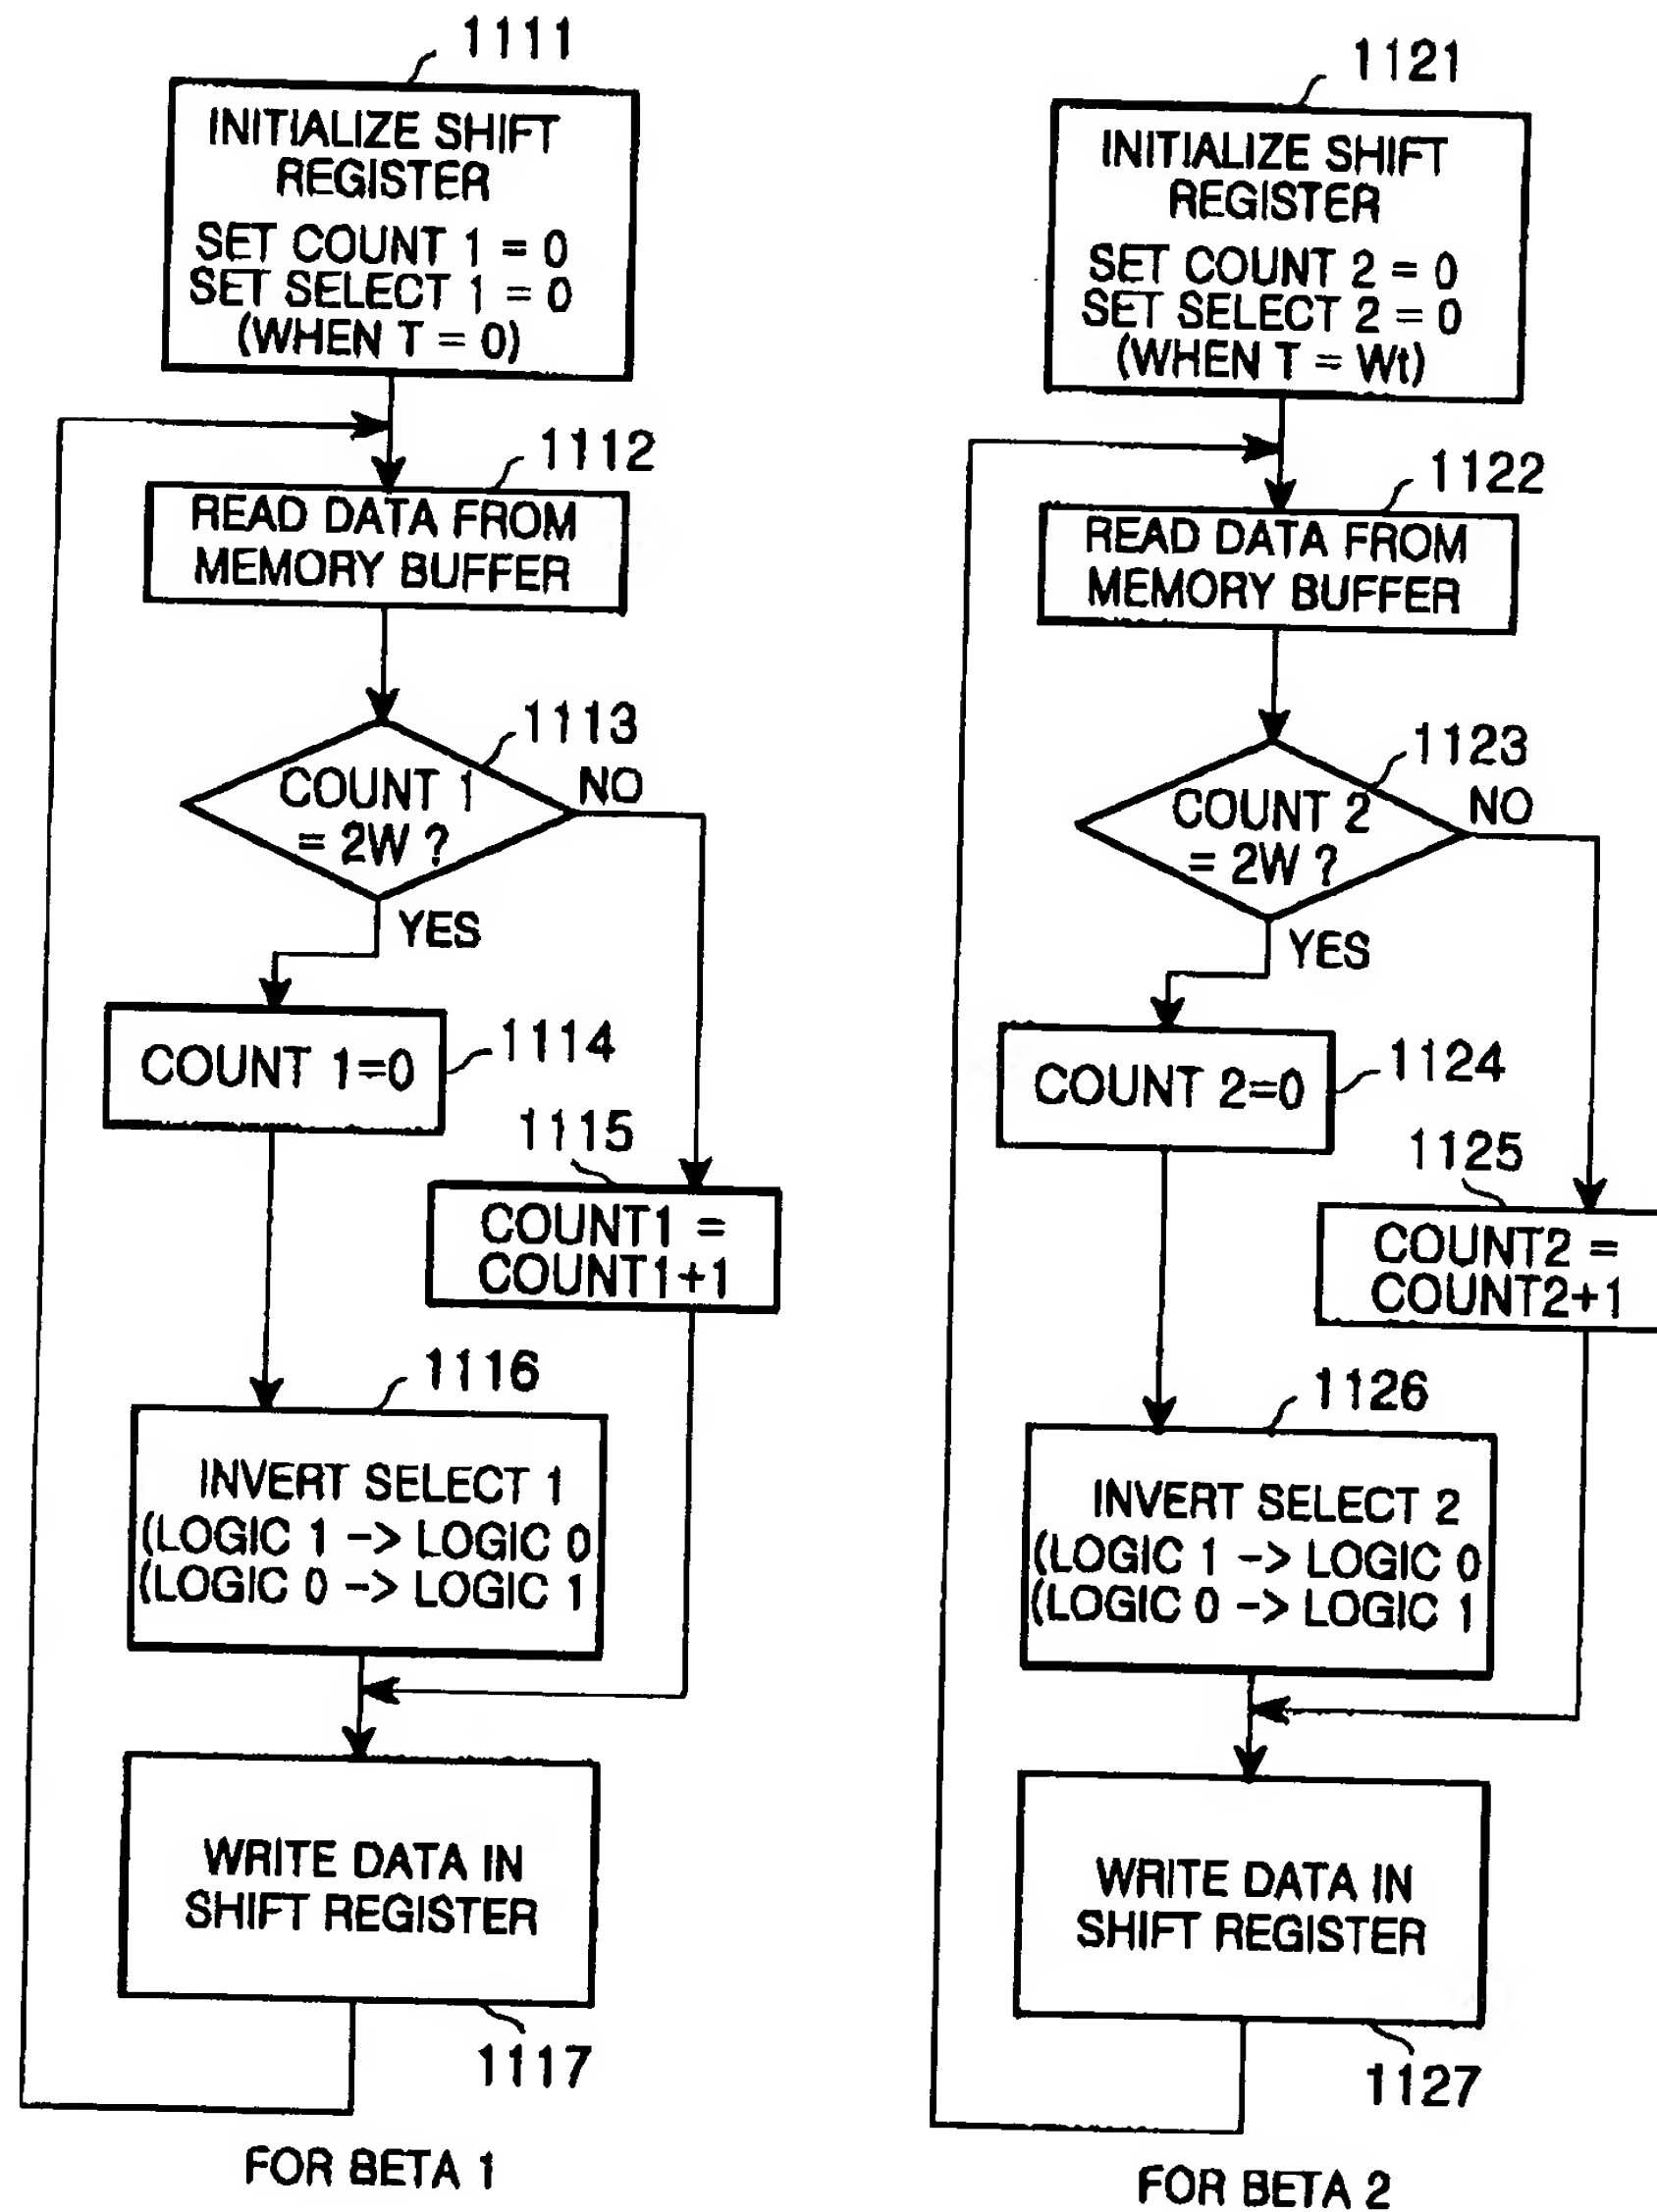 1111
INITIALIZE SHIFT
REGISTER
SET COUNT 1 = 0
SET SELECT 1 = 0
(WHEN T = 0)
1112
READ DATA FROM
MEMORY BUFFER
1113
COUNT 1
= 2W ?
NO
YES
COUNT 1=0
1114
1115
COUNT1 =
COUNT1+1
1116
INVERT SELECT 1
(LOGIC 1 -> LOGIC 0
(LOGIC 0 -> LOGIC 1
WRITE DATA IN
SHIFT REGISTER
1117
FOR BETA 1
1121
INITIALIZE SHIFT
REGISTER
SET COUNT 2 = 0
SET SELECT 2 = 0
(WHEN T = Wt)
1122
READ DATA FROM
MEMORY BUFFER
1123
COUNT 2
= 2W ?
NO
YES
COUNT 2=0
1124
1125
COUNT2 =
COUNT2+1
1126
INVERT SELECT 2
(LOGIC 1 -> LOGIC 0
(LOGIC 0 -> LOGIC 1
WRITE DATA IN
SHIFT REGISTER
1127
FOR BETA 2